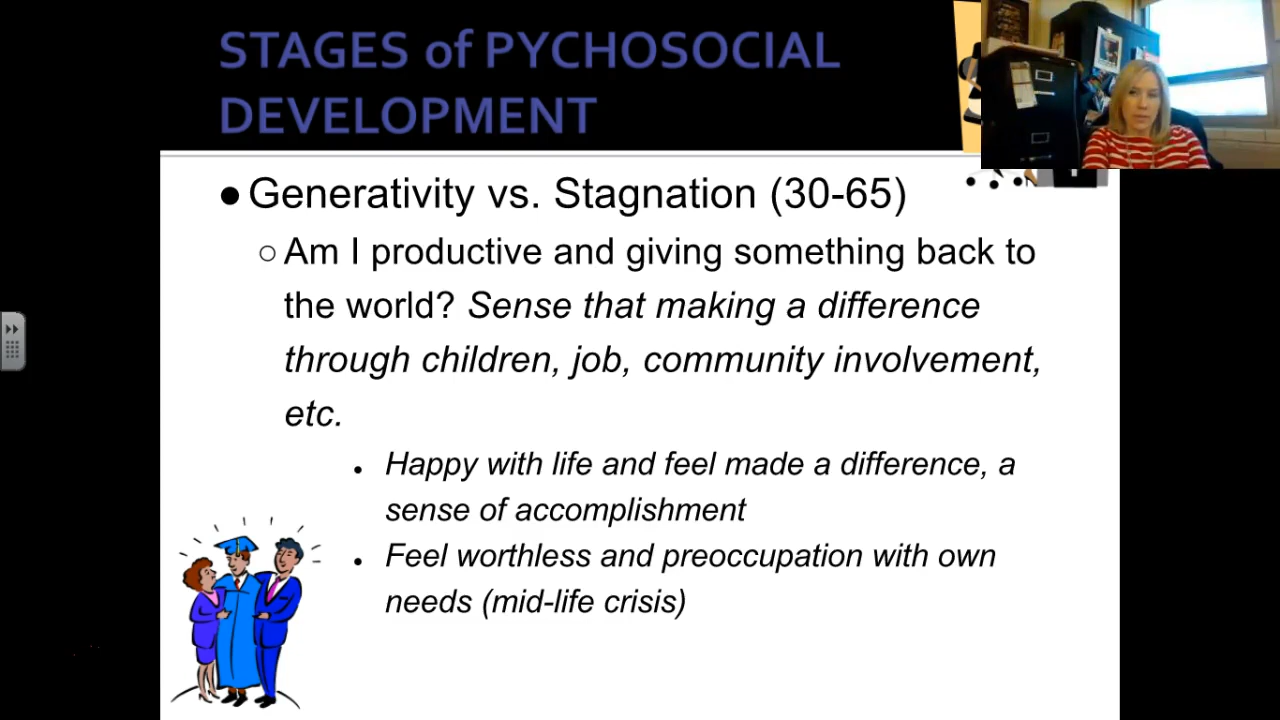 STAGES of PYCHOSOCIAL
DEVELOPMENT
● Generativity vs. Stagnation (30-65)
○ Am I productive and giving something back to
the world? Sense that making a difference
through children, job, community involvement,
etc.
• Happy with life and feel made a difference, a
sense of accomplishment
• Feel worthless and preoccupation with own
needs (mid-life crisis)